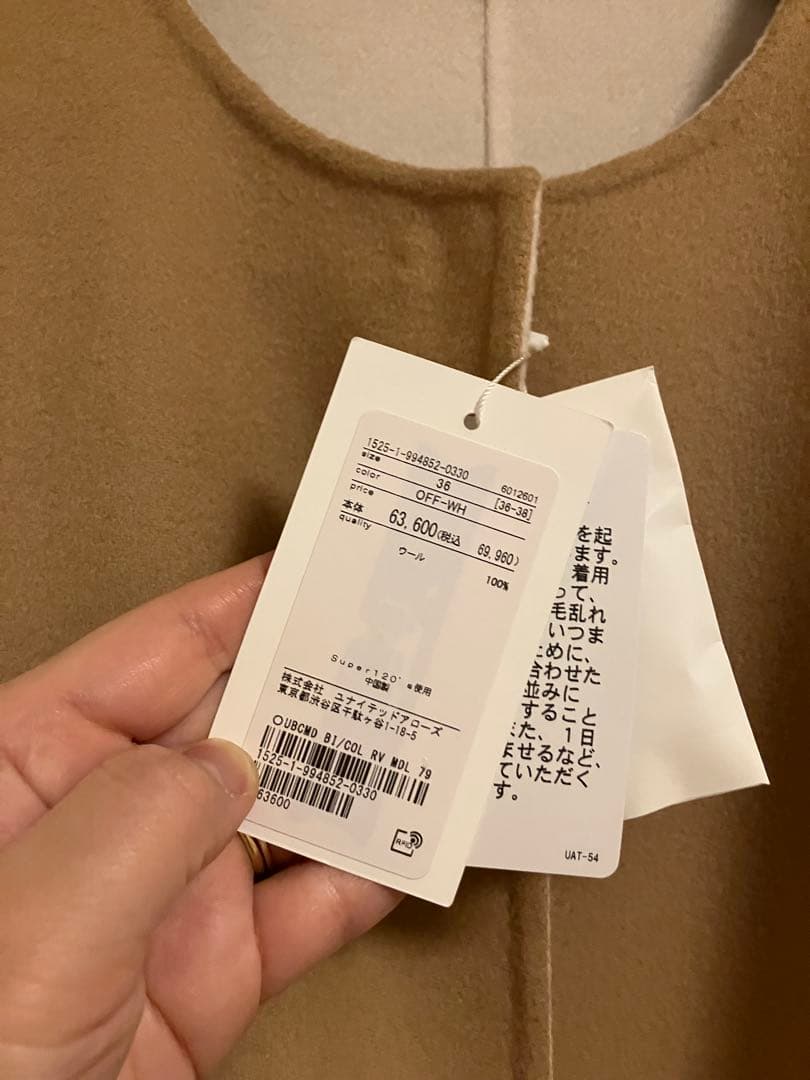 1525-1-994852-0330
size 36 6012601
color OFF-WH [36-38]
price
本体 63,600(税込 69,960)
quality
ウール 100%
Super120's使用
中国製
株式会社 ユナイテッドアローズ
東京都渋谷区千駄ヶ谷1-18-5
○UBCMD BI/COL RV MDL 79
1525-1-994852-0330
63600
RFID
を起
ます。
着用
って、
毛乱れ
いつま
ために、
合わせた
並みに
すること
また、1日
ませるなど、
ていただく
す。
UAT-54